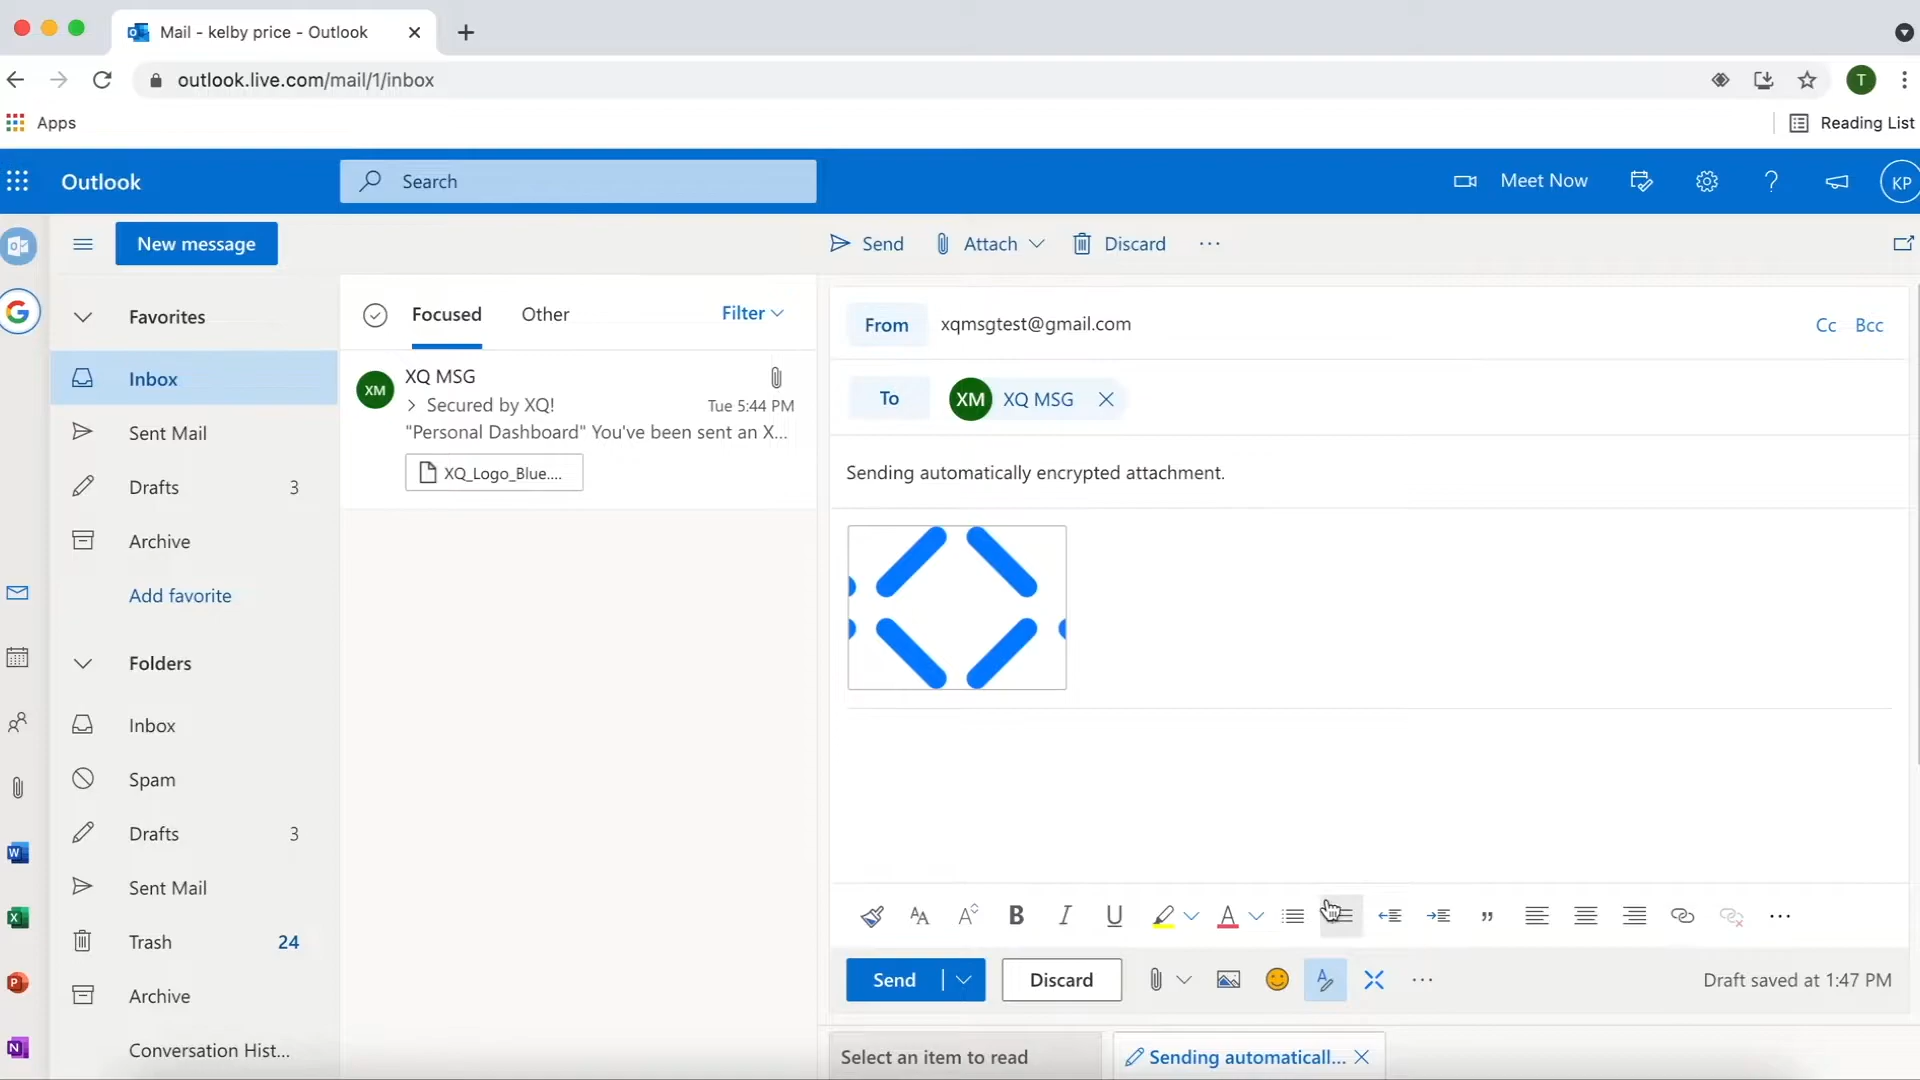 Mail - kelby price - Outlook
outlook.live.com/mail/1/inbox
T
Apps
Reading List
Outlook
Search
Meet Now
KP
New message
Send
Attach
Discard
Favorites
Inbox
Sent Mail
Drafts 3
Archive
Add favorite
Folders
Inbox
Spam
Drafts 3
Sent Mail
Trash 24
Archive
Conversation Hist...
Focused
Other
Filter
XM
XQ MSG
Secured by XQ!
Tue 5:44 PM
"Personal Dashboard" You've been sent an X...
XQ_Logo_Blue....
From
xqmsgtest@gmail.com
Cc
Bcc
To
XM
XQ MSG
Sending automatically encrypted attachment.
Send
Discard
Draft saved at 1:47 PM
Select an item to read
Sending automaticall...